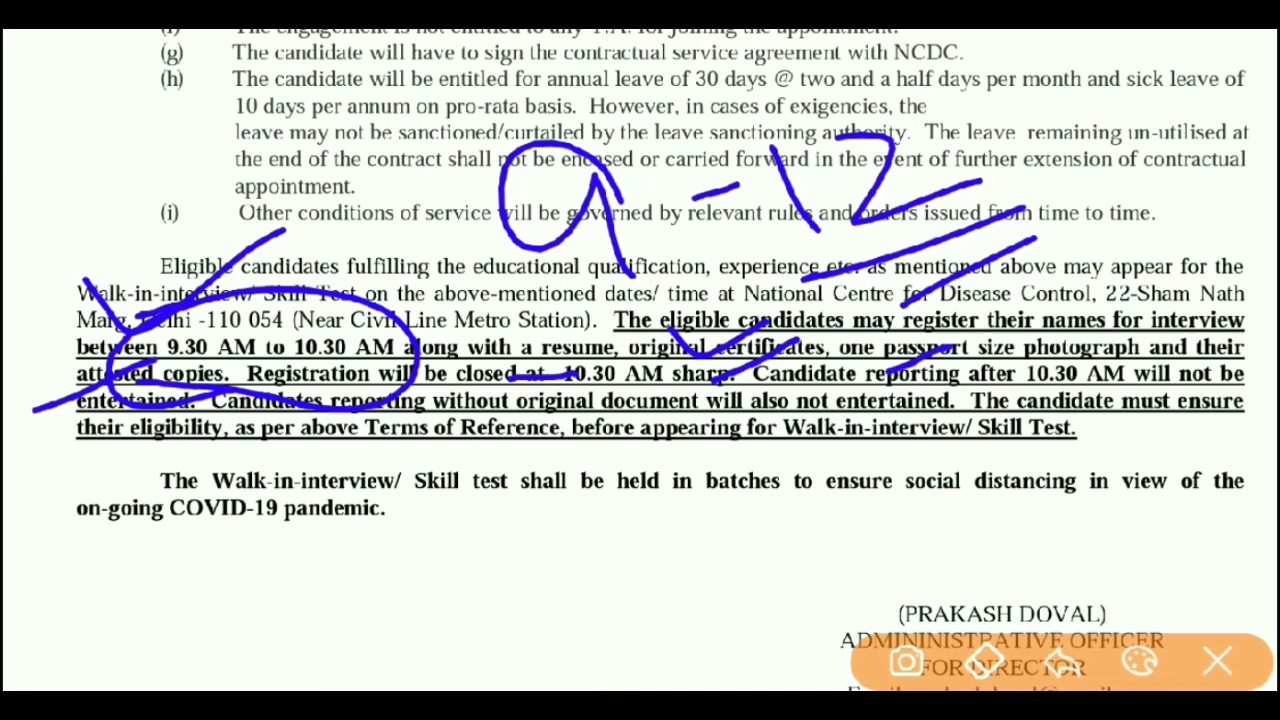 (g) The candidate will have to sign the contractual service agreement with NCDC.
(h) The candidate will be entitled for annual leave of 30 days @ two and a half days per month and sick leave of
10 days per annum on pro-rata basis. However, in cases of exigencies, the
leave may not be sanctioned/curtailed by the leave sanctioning authority. The leave remaining un-utilised at
the end of the contract shall not be encased or carried forward in the event of further extension of contractual
appointment.
(i) Other conditions of service will be governed by relevant rules and orders issued from time to time.
9 - 12
Eligible candidates fulfilling the educational qualification, experience etc. as mentioned above may appear for the
Walk-in-interview/ Skill Test on the above-mentioned dates/ time at National Centre for Disease Control, 22-Sham Nath
Marg, Delhi -110 054 (Near Civil Line Metro Station). The eligible candidates may register their names for interview
between 9.30 AM to 10.30 AM along with a resume, original certificates, one passport size photograph and their
attested copies. Registration will be closed at 10.30 AM sharp. Candidate reporting after 10.30 AM will not be
entertained. Candidates reporting without original document will also not entertained. The candidate must ensure
their eligibility, as per above Terms of Reference, before appearing for Walk-in-interview/ Skill Test.
The Walk-in-interview/ Skill test shall be held in batches to ensure social distancing in view of the
on-going COVID-19 pandemic.
(PRAKASH DOVAL)
ADMININISTRATIVE OFFICER
FOR DIRECTOR